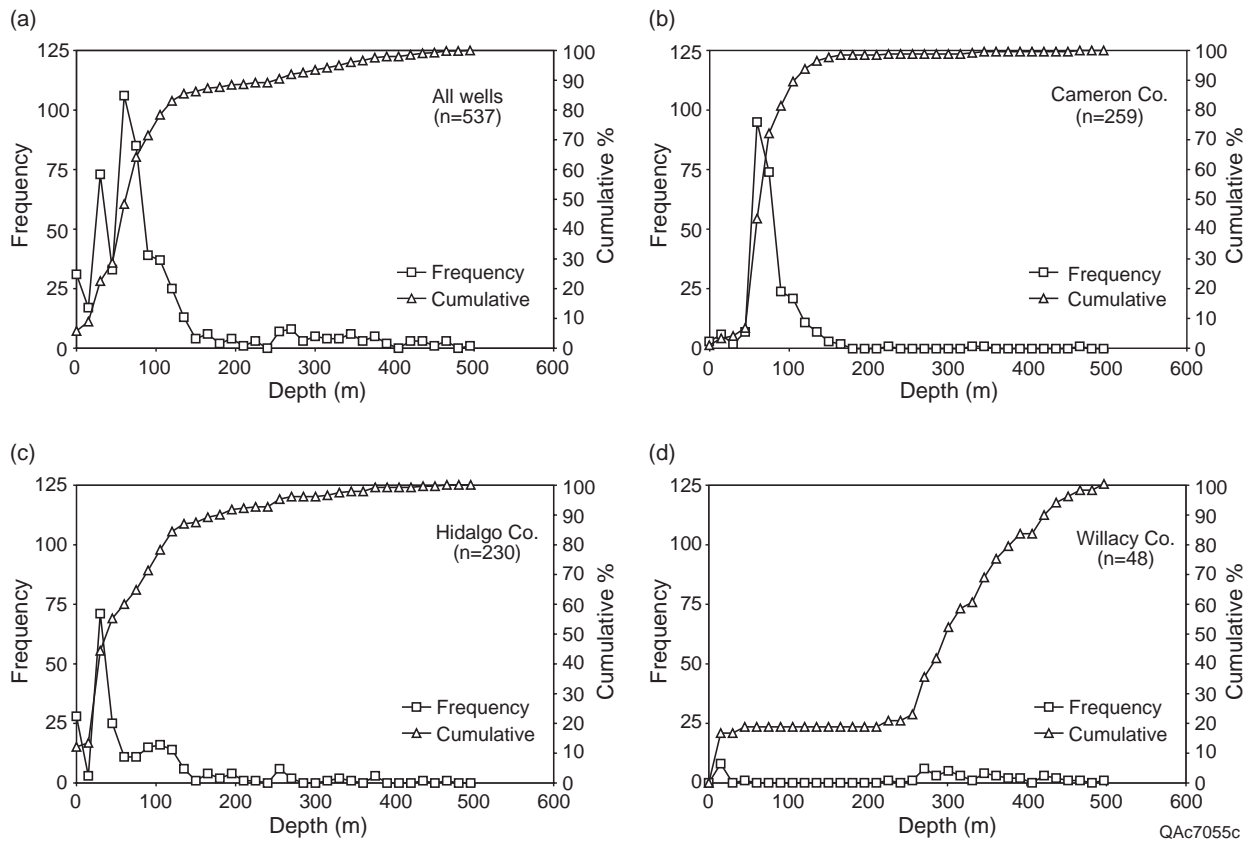 (a)
125
100
75
50
25
0
Frequency
0 100 200 300 400 500 600
Depth (m)
100
90
80
70
60
50
40
30
20
10
0
Cumulative %
All wells
(n=537)
Frequency
Cumulative
(b)
125
100
75
50
25
0
Frequency
0 100 200 300 400 500 600
Depth (m)
100
90
80
70
60
50
40
30
20
10
0
Cumulative %
Cameron Co.
(n=259)
Frequency
Cumulative
(c)
125
100
75
50
25
0
Frequency
0 100 200 300 400 500 600
Depth (m)
100
90
80
70
60
50
40
30
20
10
0
Cumulative %
Hidalgo Co.
(n=230)
Frequency
Cumulative
(d)
125
100
75
50
25
0
Frequency
0 100 200 300 400 500 600
Depth (m)
100
90
80
70
60
50
40
30
20
10
0
Cumulative %
Willacy Co.
(n=48)
Frequency
Cumulative
QAc7055c